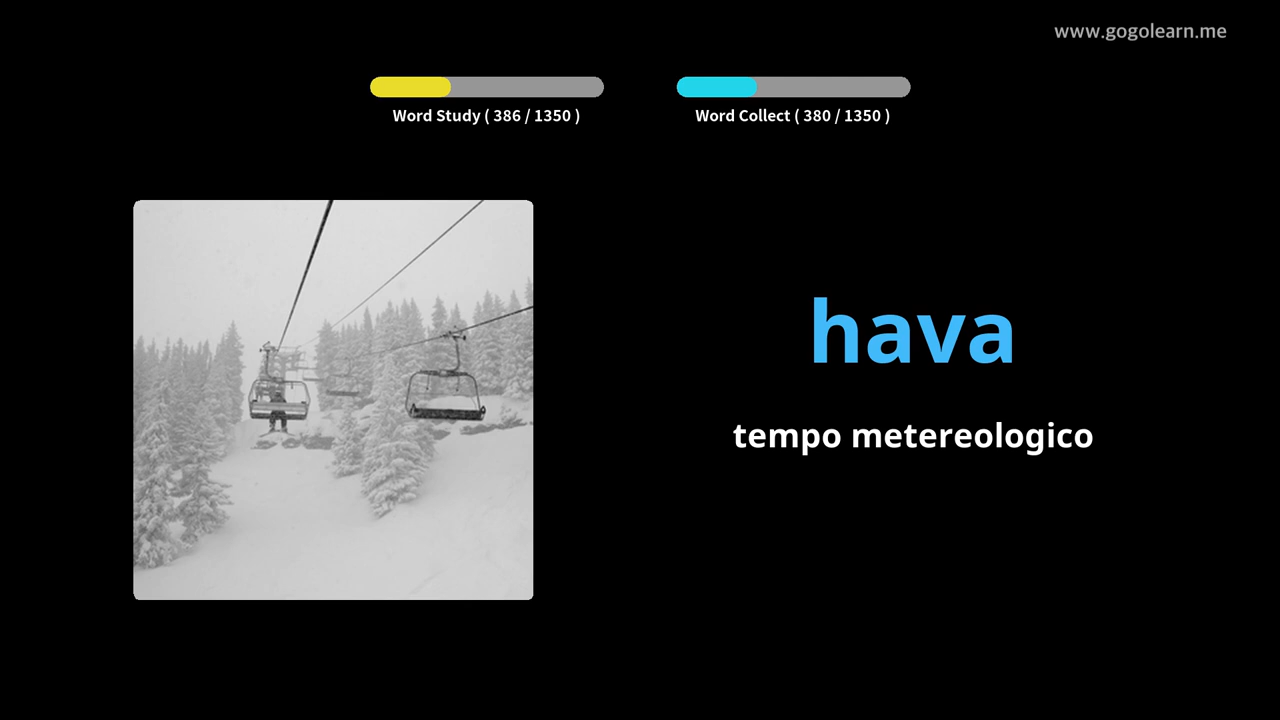 www.gogolearn.me
Word Study ( 386 / 1350 )
Word Collect ( 380 / 1350 )
hava
tempo metereologico